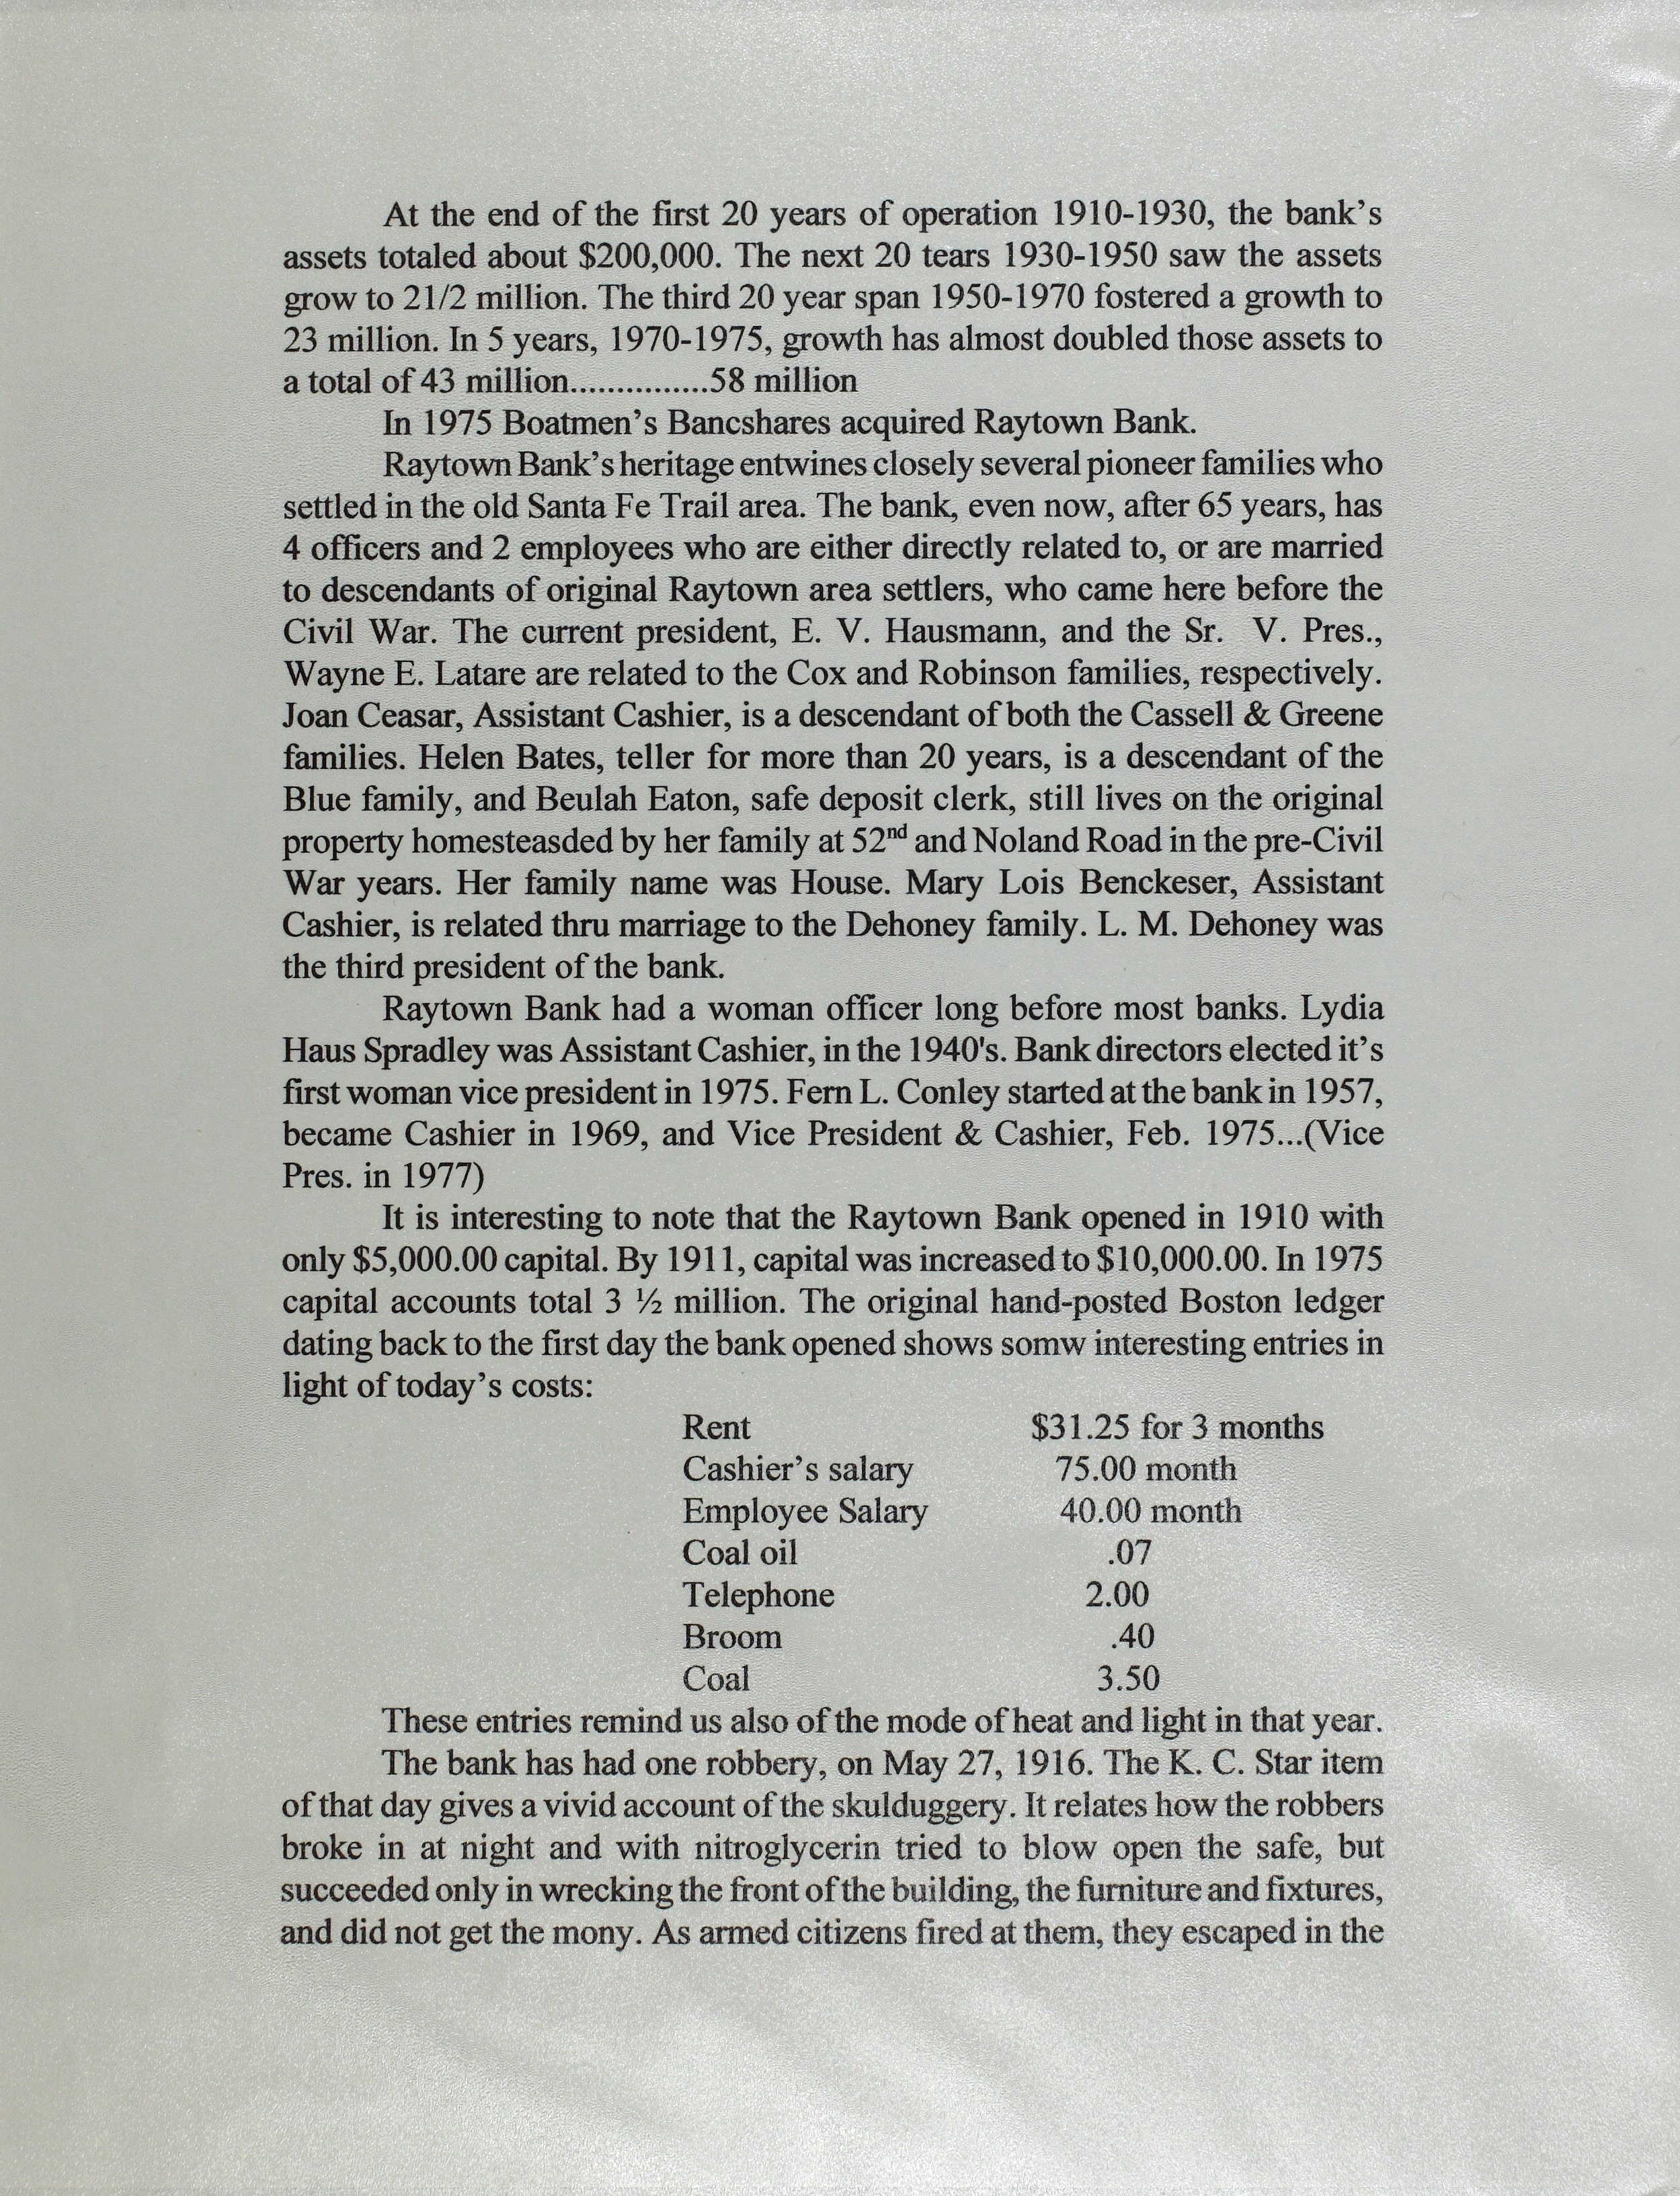 At the end of the first 20 years of operation 1910-1930, the bank's
assets totaled about $200,000. The next 20 tears 1930-1950 saw the assets
grow to 21/2 million. The third 20 year span 1950-1970 fostered a growth to
23 million. In 5 years, 1970-1975, growth has almost doubled those assets to
a total of 43 million...............58 million
In 1975 Boatmen's Bancshares acquired Raytown Bank.
Raytown Bank's heritage entwines closely several pioneer families who
settled in the old Santa Fe Trail area. The bank, even now, after 65 years, has
4 officers and 2 employees who are either directly related to, or are married
to descendants of original Raytown area settlers, who came here before the
Civil War. The current president, E. V. Hausmann, and the Sr. V. Pres.,
Wayne E. Latare are related to the Cox and Robinson families, respectively.
Joan Ceasar, Assistant Cashier, is a descendant of both the Cassell & Greene
families. Helen Bates, teller for more than 20 years, is a descendant of the
Blue family, and Beulah Eaton, safe deposit clerk, still lives on the original
property homesteasded by her family at 52nd and Noland Road in the pre-Civil
War years. Her family name was House. Mary Lois Benckeser, Assistant
Cashier, is related thru marriage to the Dehoney family. L. M. Dehoney was
the third president of the bank.
Raytown Bank had a woman officer long before most banks. Lydia
Haus Spradley was Assistant Cashier, in the 1940's. Bank directors elected it's
first woman vice president in 1975. Fern L. Conley started at the bank in 1957,
became Cashier in 1969, and Vice President & Cashier, Feb. 1975...(Vice
Pres. in 1977)
It is interesting to note that the Raytown Bank opened in 1910 with
only $5,000.00 capital. By 1911, capital was increased to $10,000.00. In 1975
capital accounts total 3 ½ million. The original hand-posted Boston ledger
dating back to the first day the bank opened shows somw interesting entries in
light of today's costs:
Rent $31.25 for 3 months
Cashier's salary 75.00 month
Employee Salary 40.00 month
Coal oil .07
Telephone 2.00
Broom .40
Coal 3.50
These entries remind us also of the mode of heat and light in that year.
The bank has had one robbery, on May 27, 1916. The K. C. Star item
of that day gives a vivid account of the skulduggery. It relates how the robbers
broke in at night and with nitroglycerin tried to blow open the safe, but
succeeded only in wrecking the front of the building, the furniture and fixtures,
and did not get the mony. As armed citizens fired at them, they escaped in the